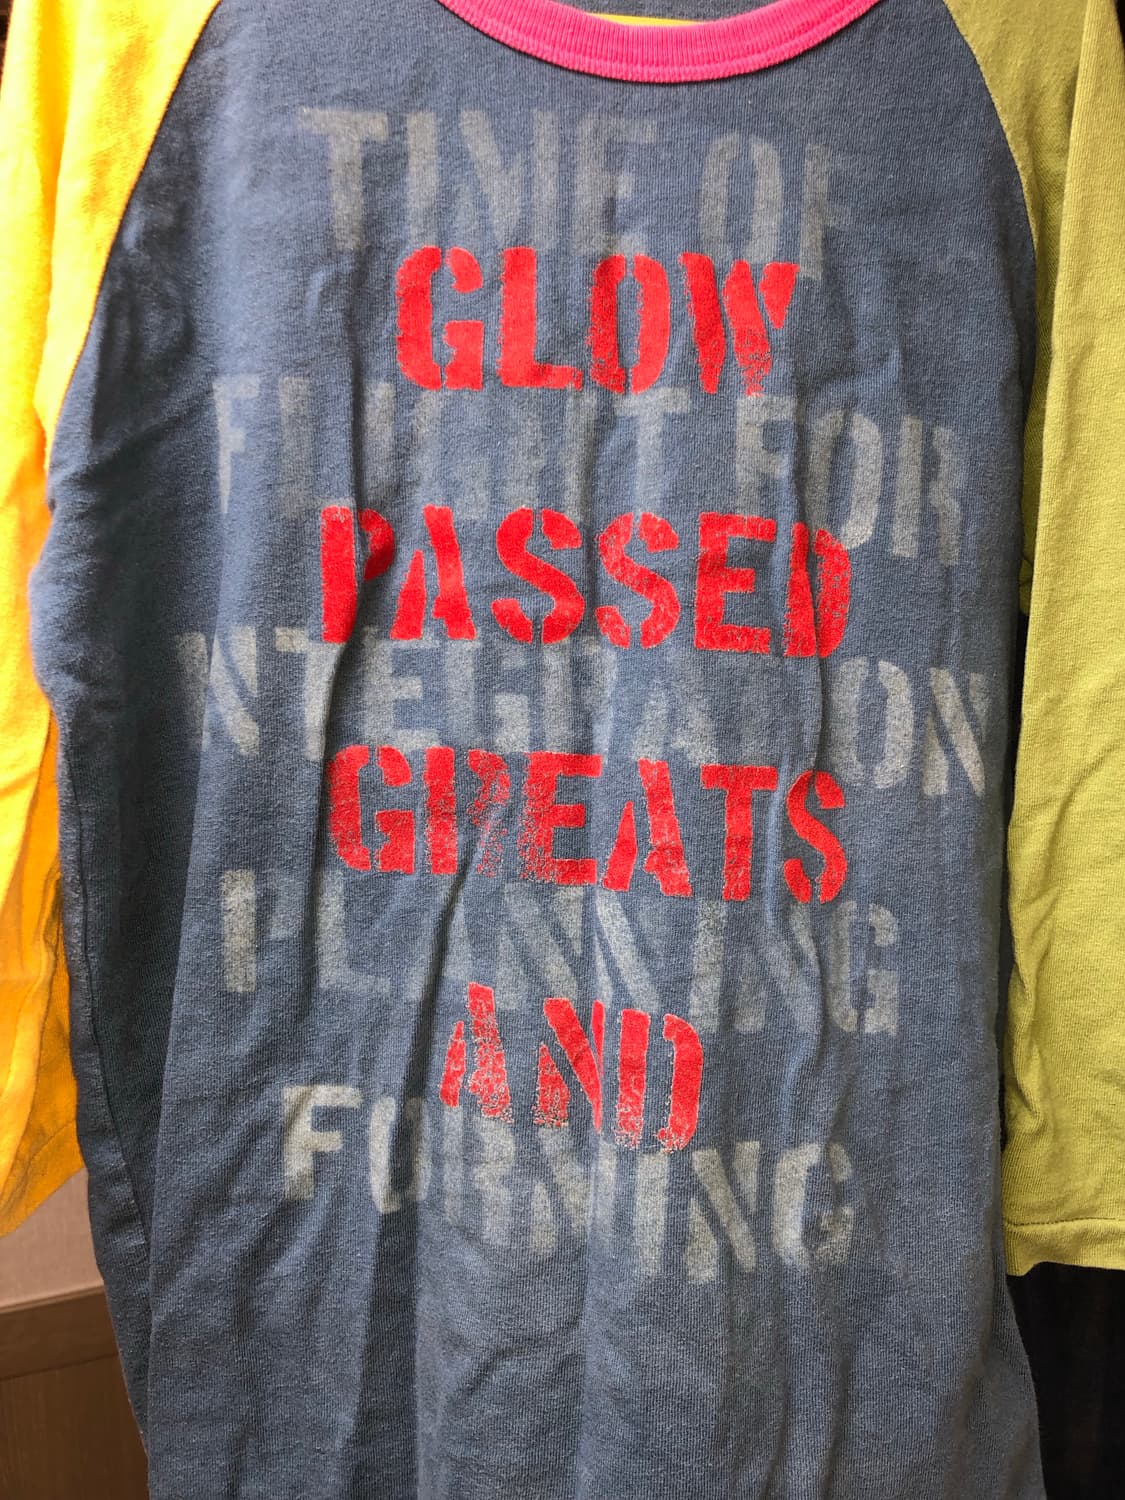 TIME OF
GLOW
FLIGHT FOR
PASSED
INTEGRATION
GREATS
PLANNING
AND
FORMING